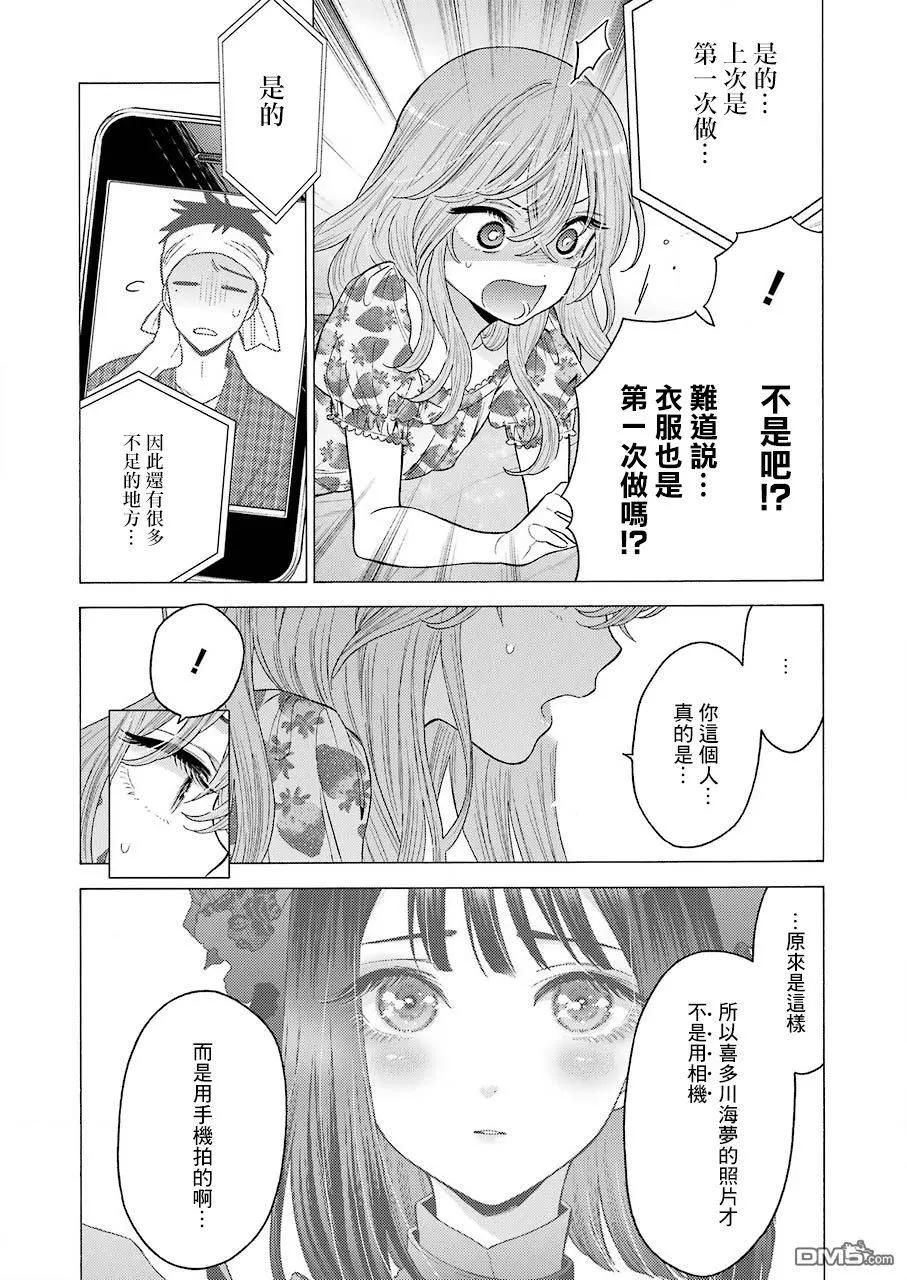 是的…
上次是
第一次做…
！
不是吧!?
難道説…
衣服也是
第一次做嗎!?
是的
因此還有很多
不足的地方…
…
你這個人…
真的是…
！
…原來是這樣
所以喜多川海夢的照片才
不是用相機
而是用手機拍的啊…
DM5.com